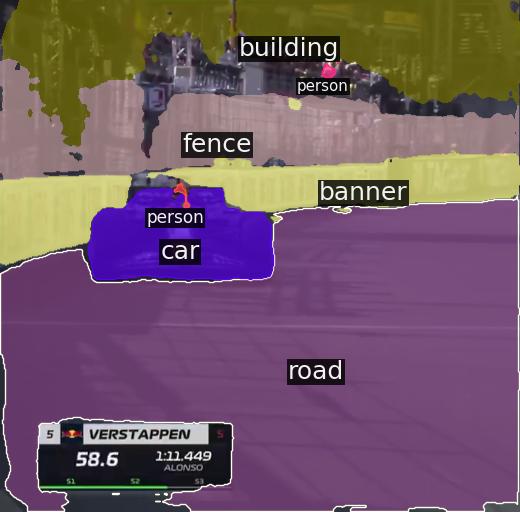 building
person
fence
banner
person
car
road
5 VERSTAPPEN 5
58.6 1:11.449
ALONSO
S1 S2 S3